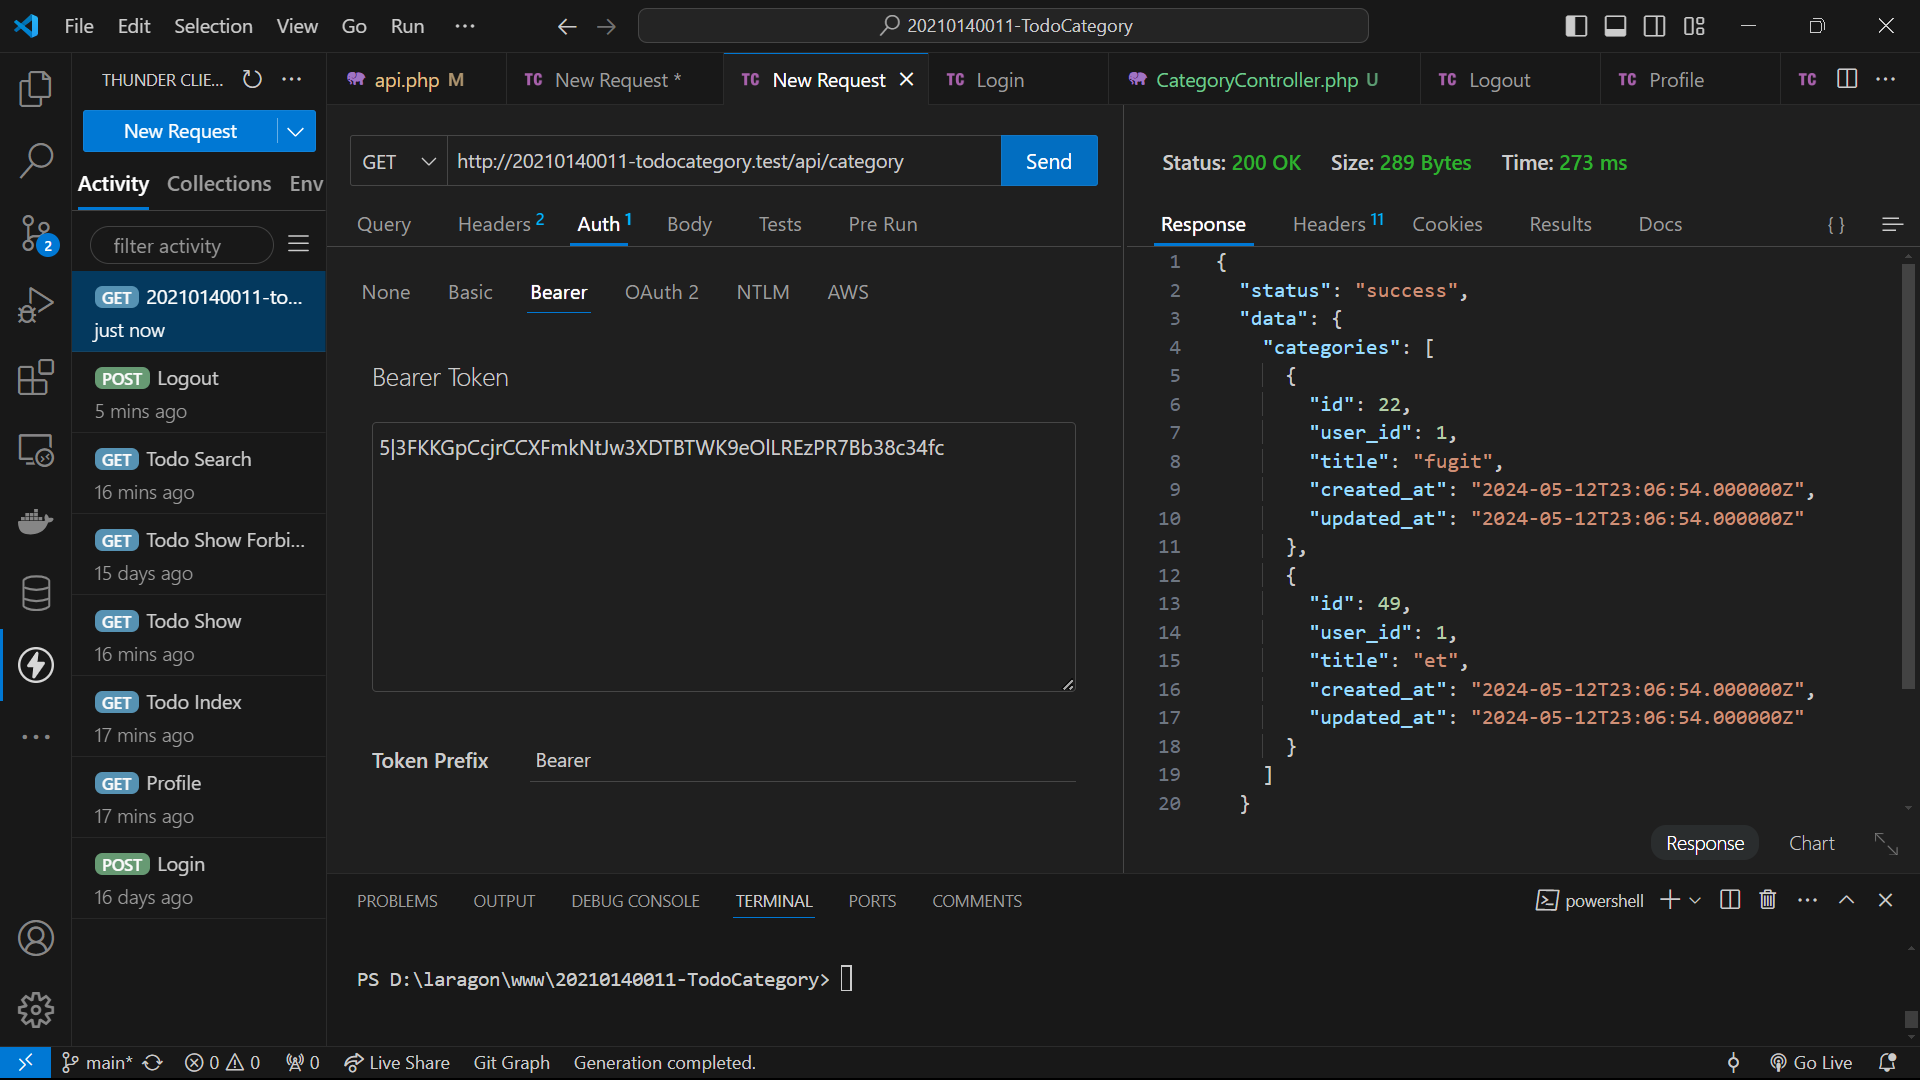 File Edit Selection View Go Run ··· 20210140011-TodoCategory
THUNDER CLIE... ···
api.php M
TC New Request *
TC New Request
TC Login
CategoryController.php U
TC Logout
TC Profile
TC ···
New Request
Activity Collections Env
filter activity
GET 20210140011-to...
just now
POST Logout
5 mins ago
GET Todo Search
16 mins ago
GET Todo Show Forbi...
15 days ago
GET Todo Show
16 mins ago
GET Todo Index
17 mins ago
GET Profile
17 mins ago
POST Login
16 days ago
2
GET http://20210140011-todocategory.test/api/category Send
Query Headers 2 Auth 1 Body Tests Pre Run
None Basic Bearer OAuth 2 NTLM AWS
Bearer Token
5|3FKKGpCcjrCCXFmkNtJw3XDTBTWK9eOlLREzPR7Bb38c34fc
Token Prefix Bearer
Status: 200 OK Size: 289 Bytes Time: 273 ms
Response Headers 11 Cookies Results Docs { }
1 {
2 "status": "success",
3 "data": {
4 "categories": [
5 {
6 "id": 22,
7 "user_id": 1,
8 "title": "fugit",
9 "created_at": "2024-05-12T23:06:54.000000Z",
10 "updated_at": "2024-05-12T23:06:54.000000Z"
11 },
12 {
13 "id": 49,
14 "user_id": 1,
15 "title": "et",
16 "created_at": "2024-05-12T23:06:54.000000Z",
17 "updated_at": "2024-05-12T23:06:54.000000Z"
18 }
19 ]
20 }
Response Chart
PROBLEMS OUTPUT DEBUG CONSOLE TERMINAL PORTS COMMENTS powershell ···
PS D:\laragon\www\20210140011-TodoCategory>
main* 0 0 0 Live Share Git Graph Generation completed. Go Live